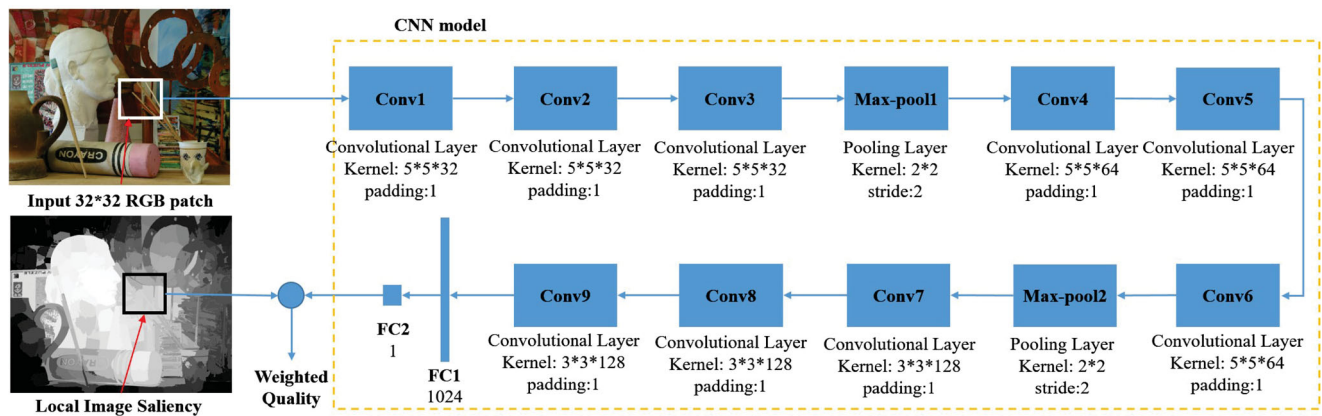 CNN model
Conv1
Conv2
Conv3
Max-pool1
Conv4
Conv5
Convolutional Layer
Kernel: 5*5*32
padding:1
Convolutional Layer
Kernel: 5*5*32
padding:1
Convolutional Layer
Kernel: 5*5*32
padding:1
Pooling Layer
Kernel: 2*2
stride:2
Convolutional Layer
Kernel: 5*5*64
padding:1
Convolutional Layer
Kernel: 5*5*64
padding:1
CRAYON
Input 32*32 RGB patch
Conv9
Conv8
Conv7
Max-pool2
Conv6
Convolutional Layer
Kernel: 3*3*128
padding:1
Convolutional Layer
Kernel: 3*3*128
padding:1
Convolutional Layer
Kernel: 3*3*128
padding:1
Pooling Layer
Kernel: 2*2
stride:2
Convolutional Layer
Kernel: 5*5*64
padding:1
FC2
1
FC1
1024
Weighted
Quality
Local Image Saliency